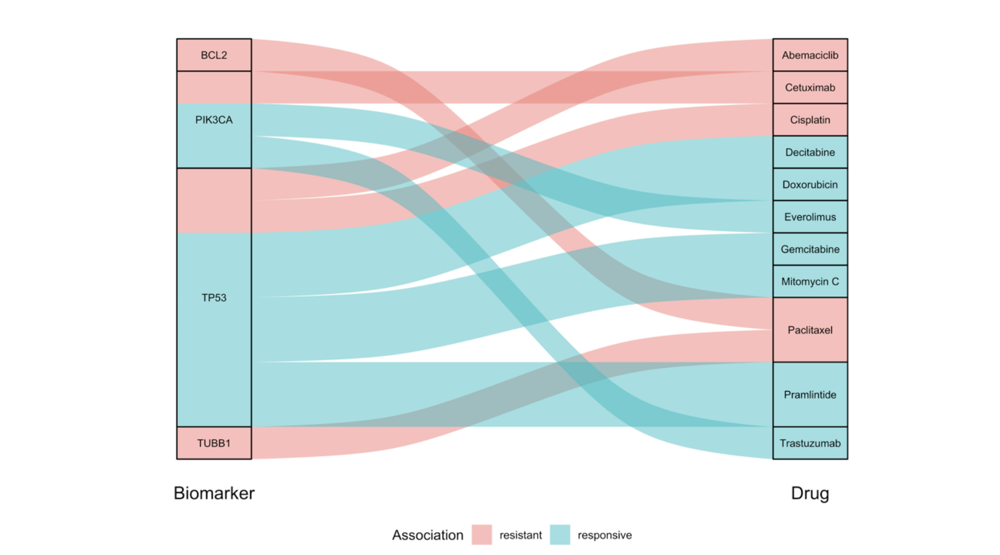 BCL2
PIK3CA
TP53
TUBB1
Abemaciclib
Cetuximab
Cisplatin
Decitabine
Doxorubicin
Everolimus
Gemcitabine
Mitomycin C
Paclitaxel
Pramlintide
Trastuzumab
Biomarker
Drug
Association resistant responsive